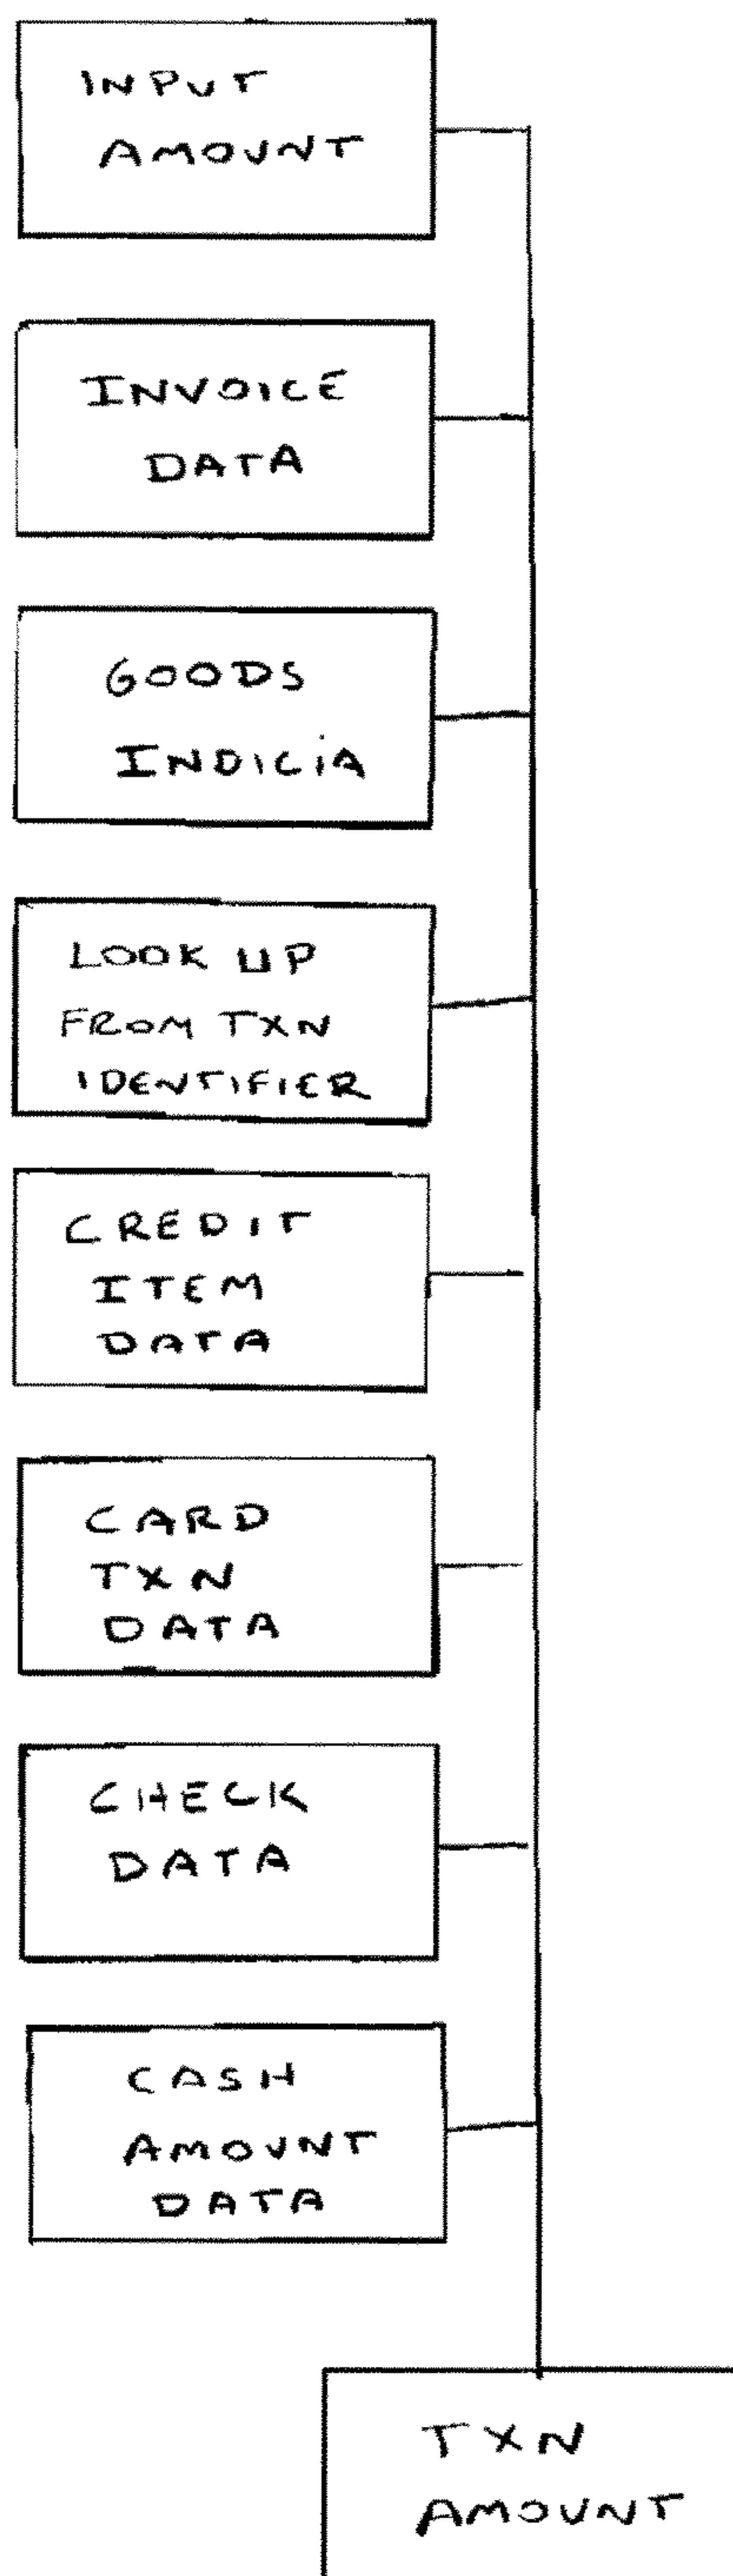 INPUT
AMOUNT
INVOICE
DATA
GOODS
INDICIA
LOOK UP
FROM TXN
IDENTIFIER
CREDIT
ITEM
DATA
CARD
TXN
DATA
CHECK
DATA
CASH
AMOUNT
DATA
TXN
AMOUNT